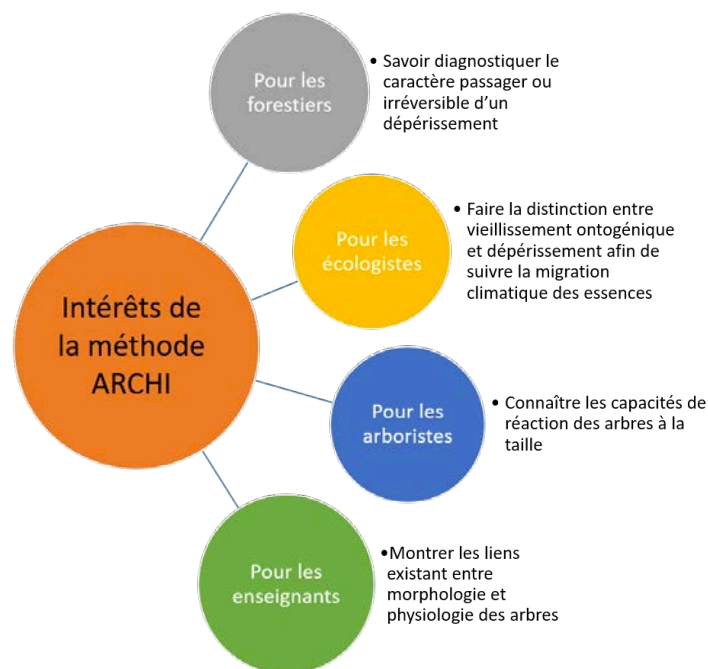 Intérêts de
la méthode
ARCHI
Pour les
forestiers
• Savoir diagnostiquer le
caractère passager ou
irréversible d’un
dépérissement
Pour les
écologistes
• Faire la distinction entre
vieillissement ontogénique
et dépérissement afin de
suivre la migration
climatique des essences
Pour les
arboristes
• Connaître les capacités de
réaction des arbres à la
taille
Pour les
enseignants
•Montrer les liens
existant entre
morphologie et
physiologie des arbres